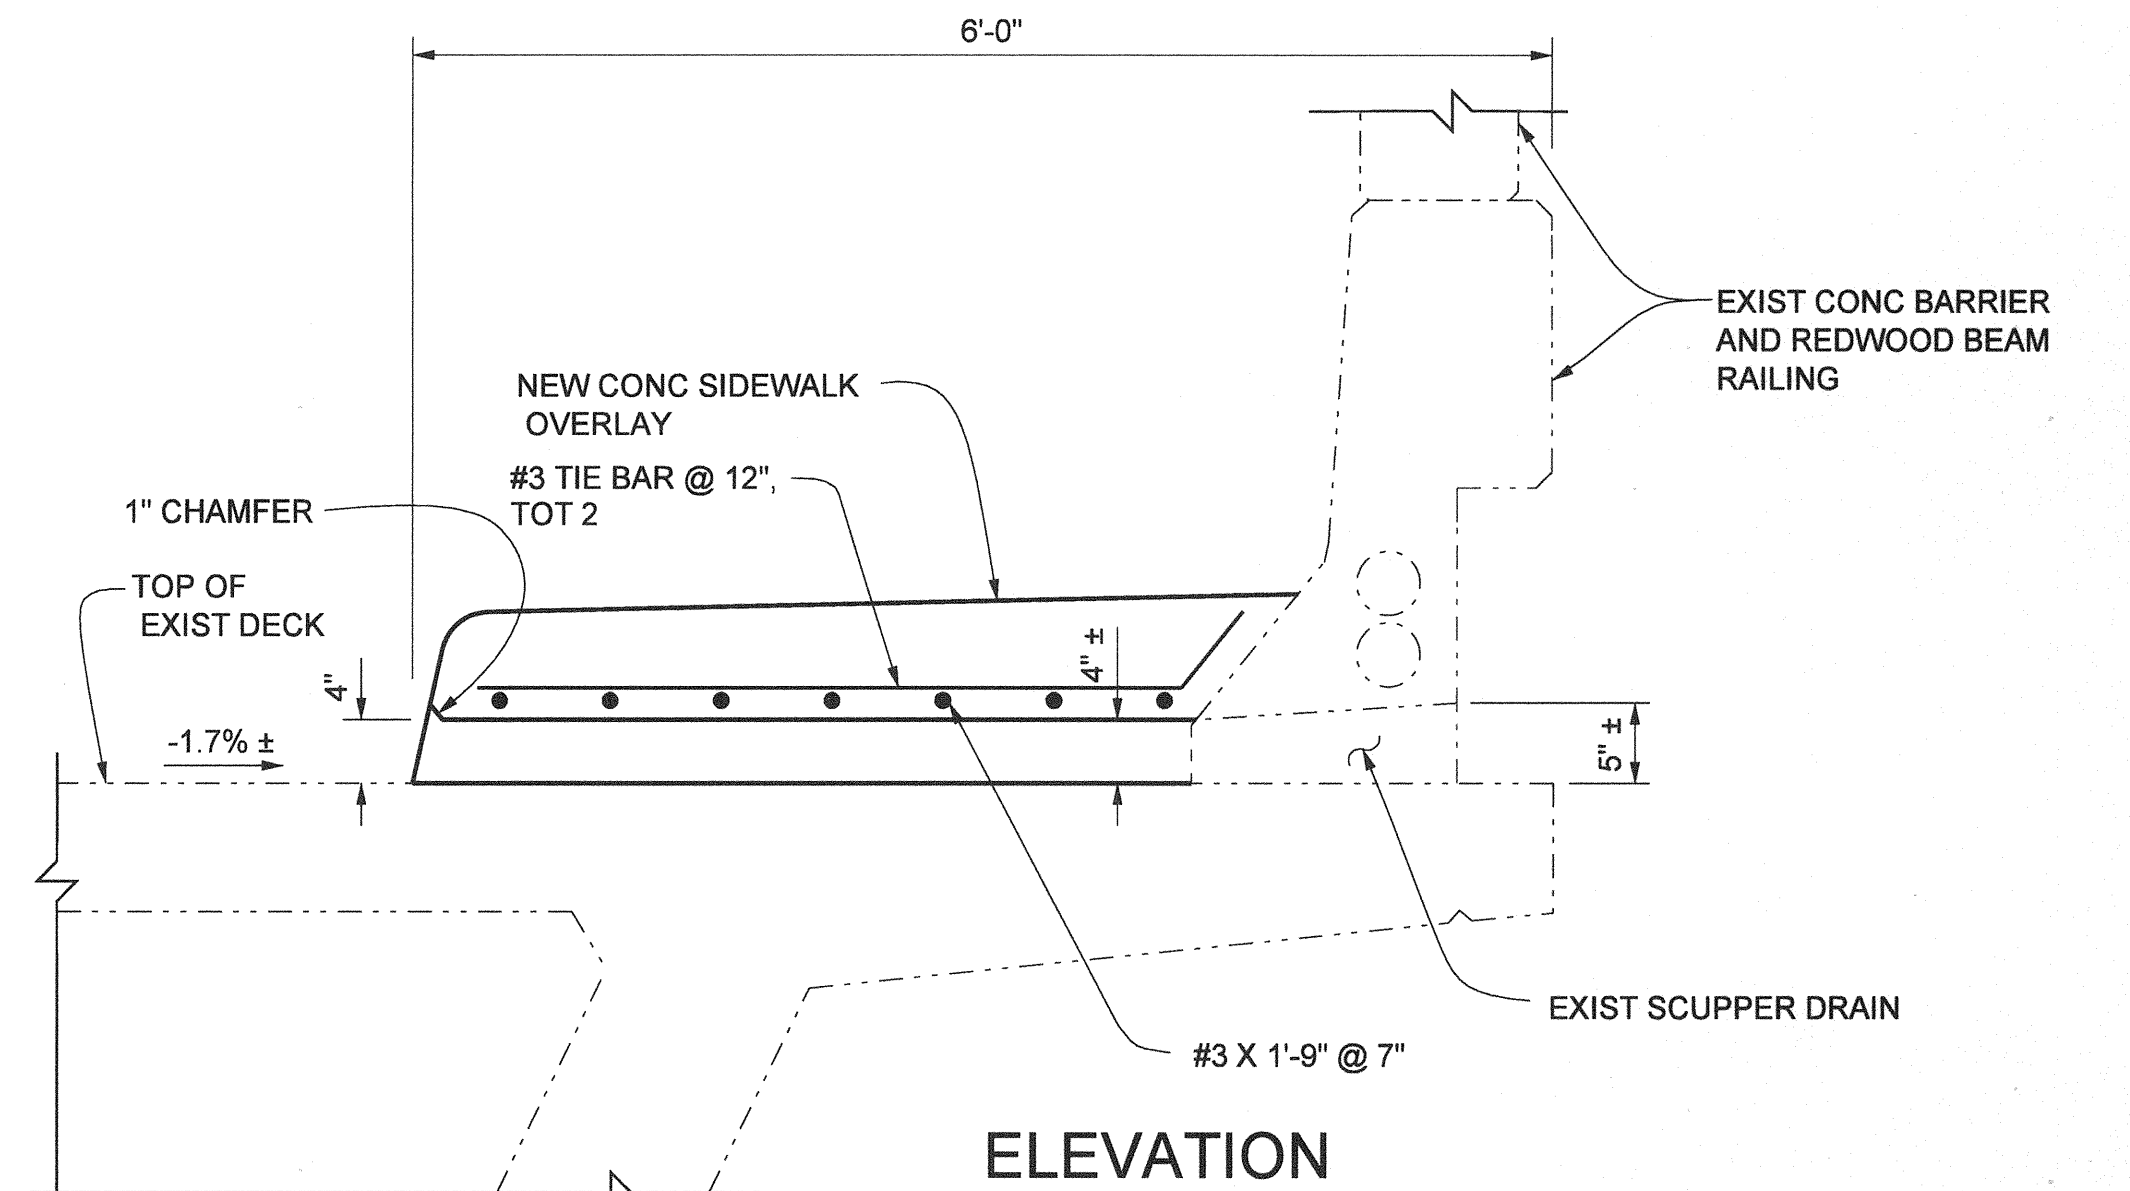 6'-0"
EXIST CONC BARRIER
AND REDWOOD BEAM
RAILING
NEW CONC SIDEWALK
OVERLAY
#3 TIE BAR @ 12",
TOT 2
1" CHAMFER
TOP OF
EXIST DECK
4"
4" ±
-1.7% ±
5" ±
EXIST SCUPPER DRAIN
#3 X 1'-9" @ 7"
ELEVATION